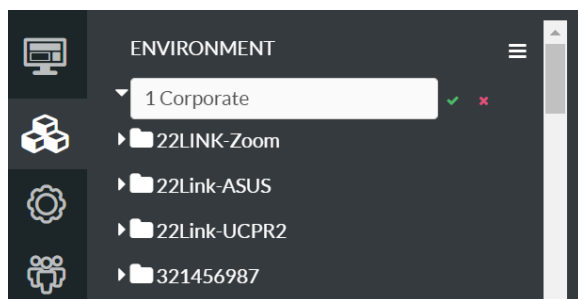 ENVIRONMENT
1 Corporate
22LINK-Zoom
22Link-ASUS
22Link-UCPR2
321456987